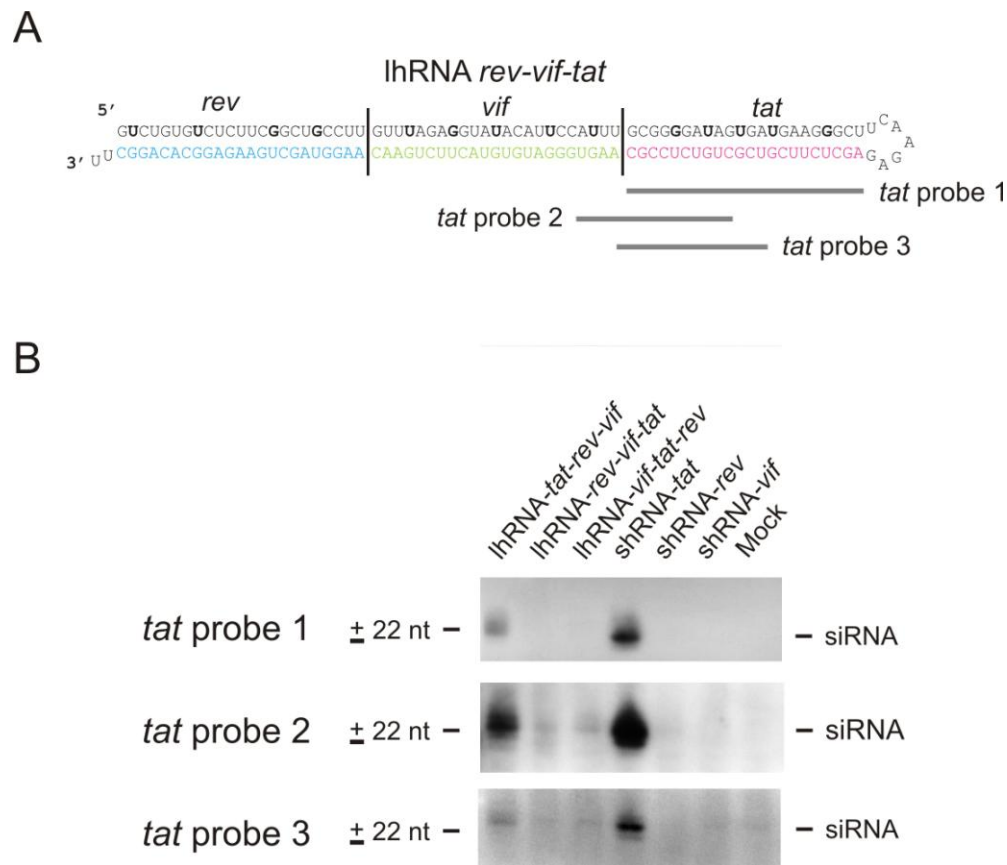 A
lhRNA rev-vif-tat
rev vif tat
5' GUCUGUGUCUCUUCGGCUGCCUU GUUUAGAGGUAUACAUUCCAUUU GCGGGGAUAGUGAUGAAGGGCU UCAAGAGA
3' UU CGGACACGGAGAAGUCGAUGGAA CAAGUCUUCAUGUGUAGGGUGAA CGCCUCUGUCGCUGCUUCUCGA
tat probe 1
tat probe 2
tat probe 3
B
lhRNA-tat-rev-vif
lhRNA-rev-vif-tat
lhRNA-vif-tat-rev
shRNA-tat
shRNA-rev
shRNA-vif
Mock
tat probe 1 ± 22 nt – – siRNA
tat probe 2 ± 22 nt – – siRNA
tat probe 3 ± 22 nt – – siRNA